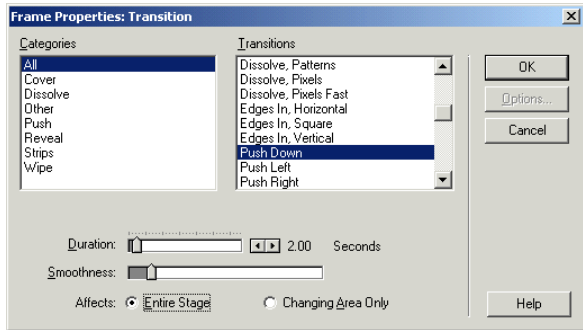 Frame Properties: Transition
Categories
All
Cover
Dissolve
Other
Push
Reveal
Strips
Wipe
Transitions
Dissolve, Patterns
Dissolve, Pixels
Dissolve, Pixels Fast
Edges In, Horizontal
Edges In, Square
Edges In, Vertical
Push Down
Push Left
Push Right
OK
Options...
Cancel
Duration: 2.00 Seconds
Smoothness:
Affects: Entire Stage Changing Area Only
Help